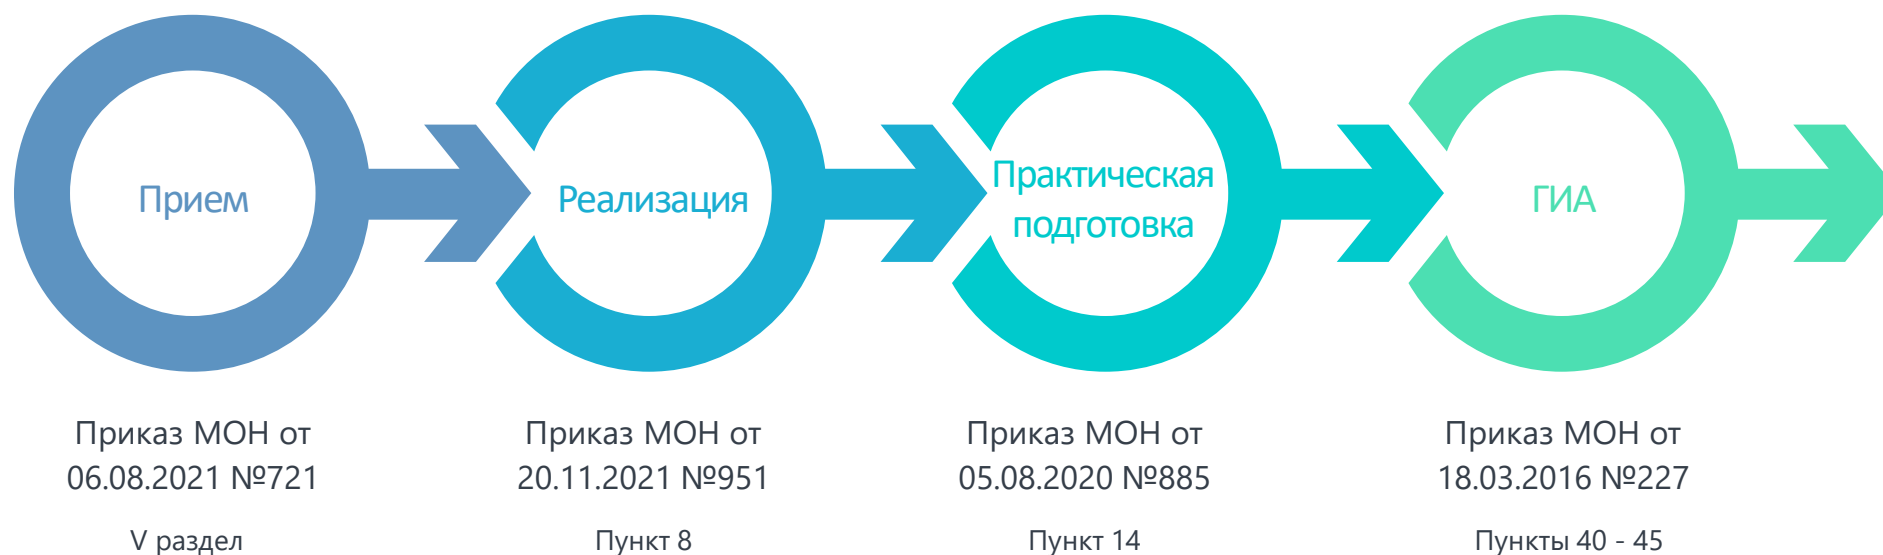 Прием
Реализация
Практическая
подготовка
ГИА
Приказ МОН от
06.08.2021 №721
V раздел
Приказ МОН от
20.11.2021 №951
Пункт 8
Приказ МОН от
05.08.2020 №885
Пункт 14
Приказ МОН от
18.03.2016 №227
Пункты 40 - 45